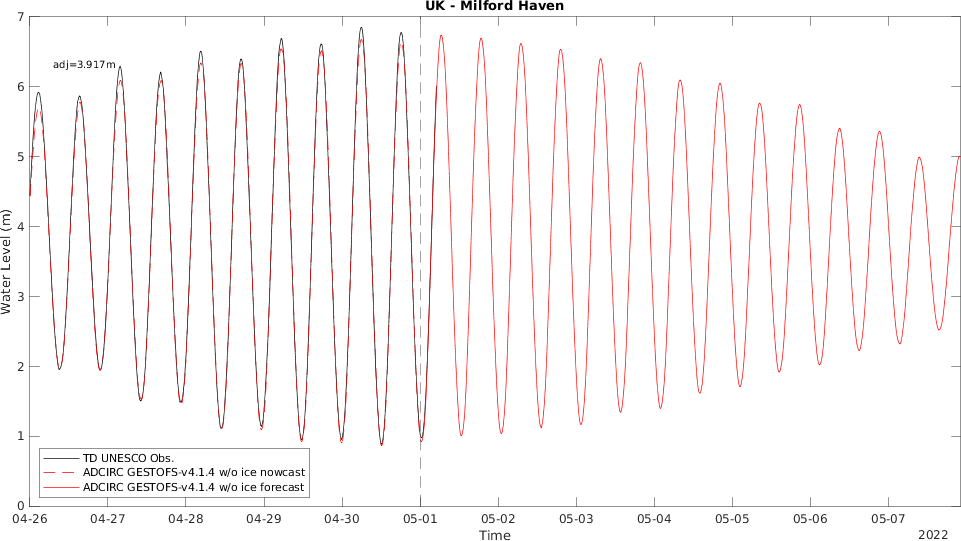 UK - Milford Haven
7
adj=3.917m
6
5
4
3
2
1
0
Water Level (m)
TD UNESCO Obs.
ADCIRC GESTOFS-v4.1.4 w/o ice nowcast
ADCIRC GESTOFS-v4.1.4 w/o ice forecast
04-26 04-27 04-28 04-29 04-30 05-01 05-02 05-03 05-04 05-05 05-06 05-07
Time
2022